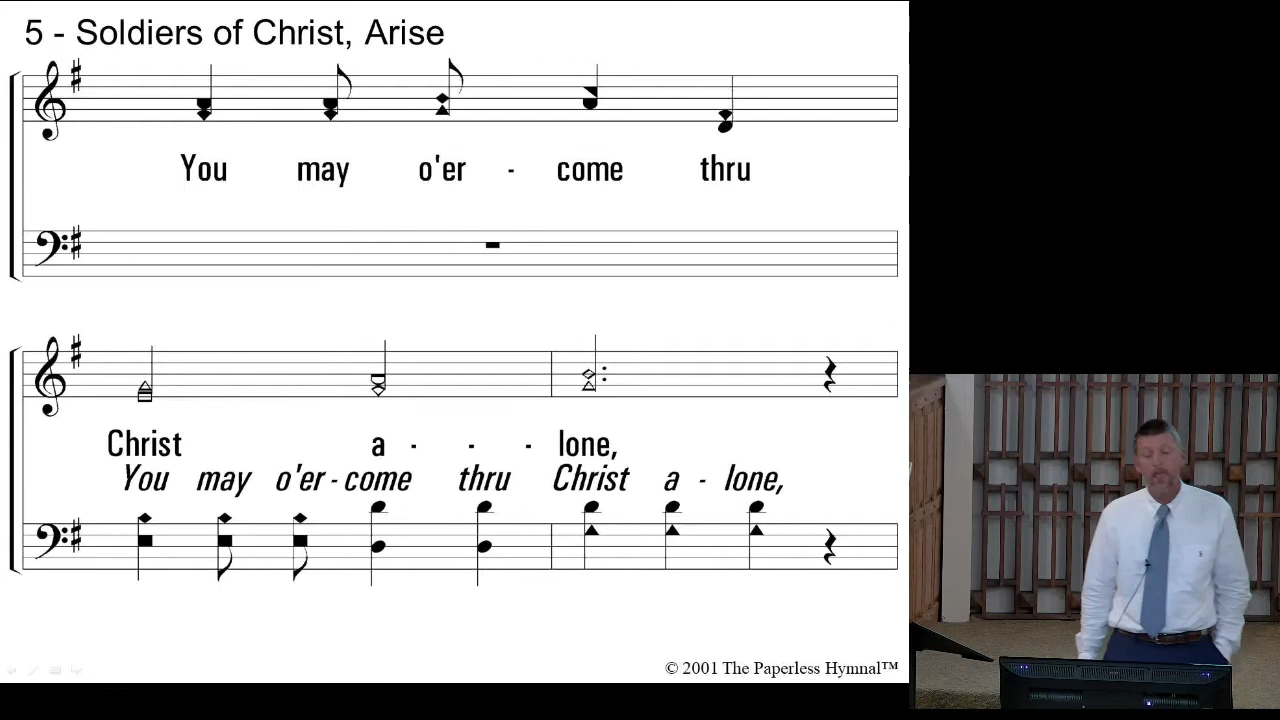 5 - Soldiers of Christ, Arise
You may o'er - come thru
Christ a - - - lone,
You may o'er - come thru Christ a - lone,
© 2001 The Paperless Hymnal™